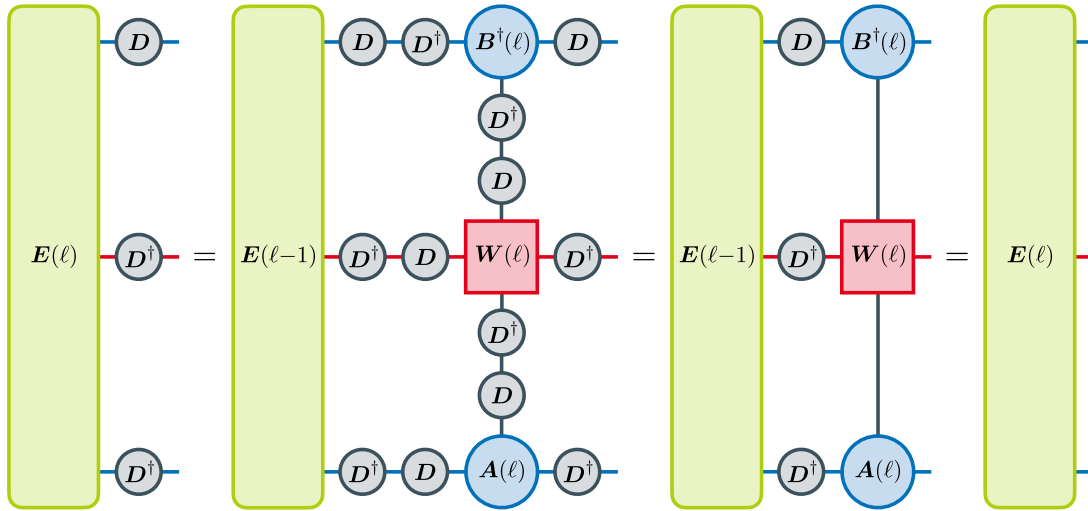 D D D† B†(ℓ) D D B†(ℓ)
D†
D
E(ℓ) D† = E(ℓ−1) D† D W(ℓ) D† = E(ℓ−1) D† W(ℓ) = E(ℓ)
D†
D
D† D† D A(ℓ) D† D† A(ℓ)